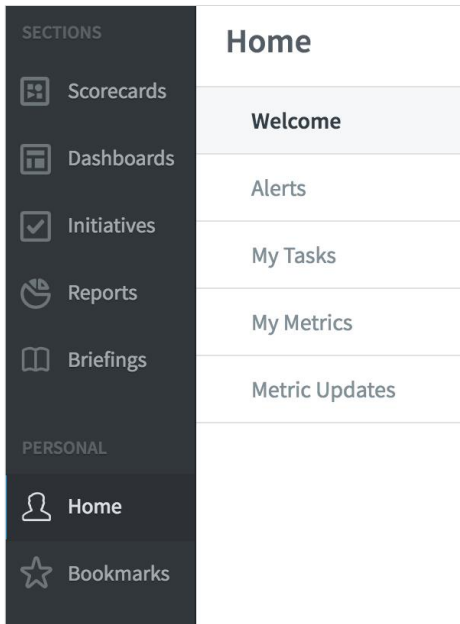 SECTIONS
Scorecards
Dashboards
Initiatives
Reports
Briefings
PERSONAL
Home
Bookmarks
Home
Welcome
Alerts
My Tasks
My Metrics
Metric Updates